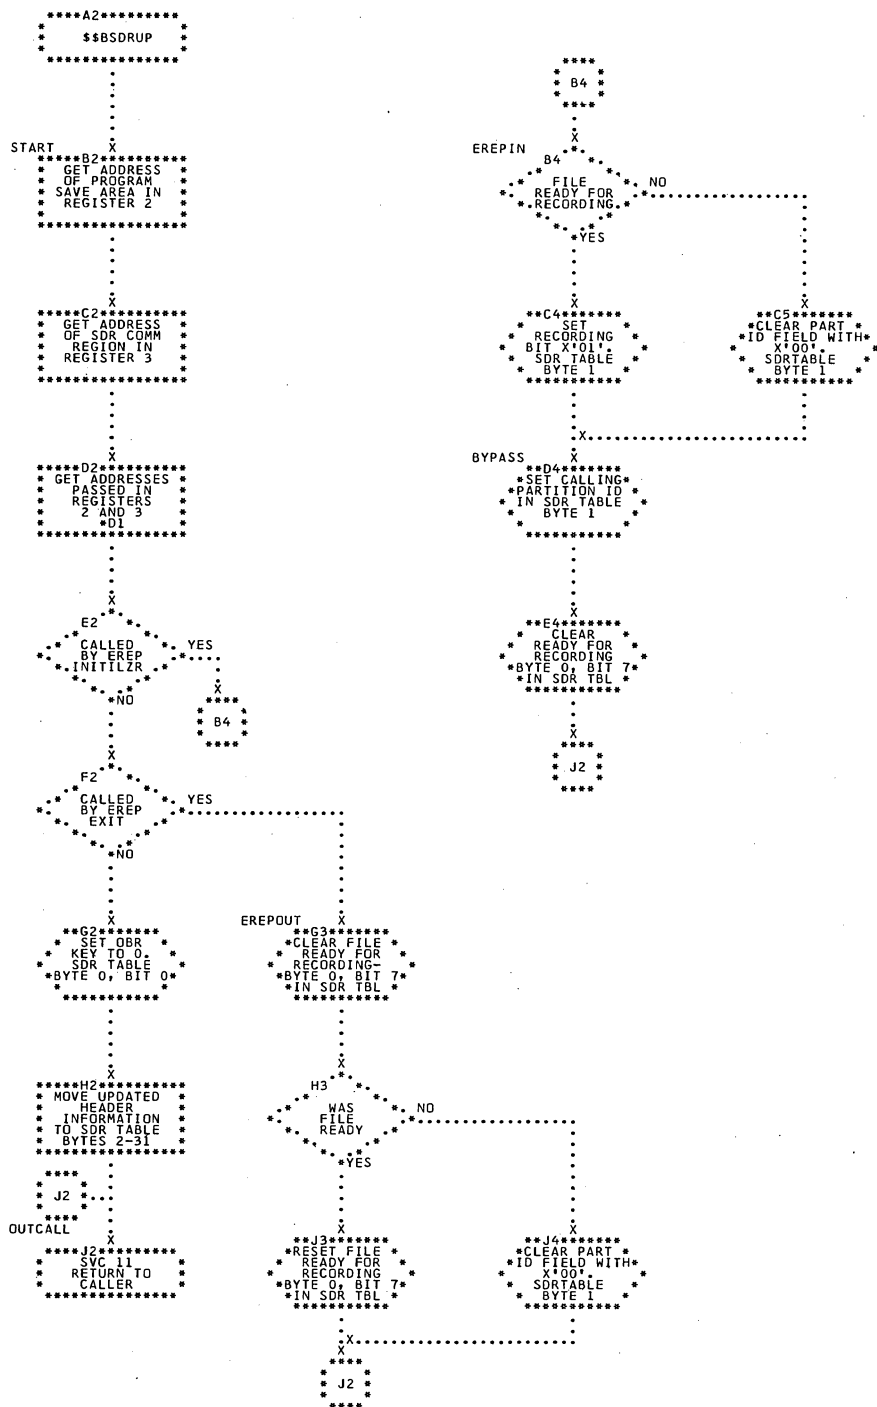 A2
$$BSDRUP
START
B2
GET ADDRESS
OF PROGRAM
SAVE AREA IN
REGISTER 2
C2
GET ADDRESS
OF SDR COMM
REGION IN
REGISTER 3
D2
GET ADDRESSES
PASSED IN
REGISTERS
2 AND 3
*D1
E2
CALLED
BY EREP
INITILZR
YES
NO
B4
F2
CALLED
BY EREP
EXIT
YES
NO
G2
SET OBR
KEY TO 0.
SDR TABLE
BYTE 0, BIT 0
H2
MOVE UPDATED
HEADER
INFORMATION
TO SDR TABLE
BYTES 2-31
J2
OUTCALL
J2
SVC 11
RETURN TO
CALLER
EREPOUT
G3
CLEAR FILE
READY FOR
RECORDING-
BYTE 0, BIT 7
IN SDR TBL
H3
WAS
FILE
READY
NO
YES
J3
RESET FILE
READY FOR
RECORDING
BYTE 0, BIT 7
IN SDR TBL
J4
CLEAR PART
ID FIELD WITH
X'00'.
SDRTABLE
BYTE 1
J2
B4
EREPIN
B4
FILE
READY FOR
RECORDING
NO
YES
C4
SET
RECORDING
BIT X'01'.
SDR TABLE
BYTE 1
C5
CLEAR PART
ID FIELD WITH
X'00'.
SDRTABLE
BYTE 1
BYPASS
D4
SET CALLING
PARTITION ID
IN SDR TABLE
BYTE 1
E4
CLEAR
READY FOR
RECORDING
BYTE 0, BIT 7
IN SDR TBL
J2